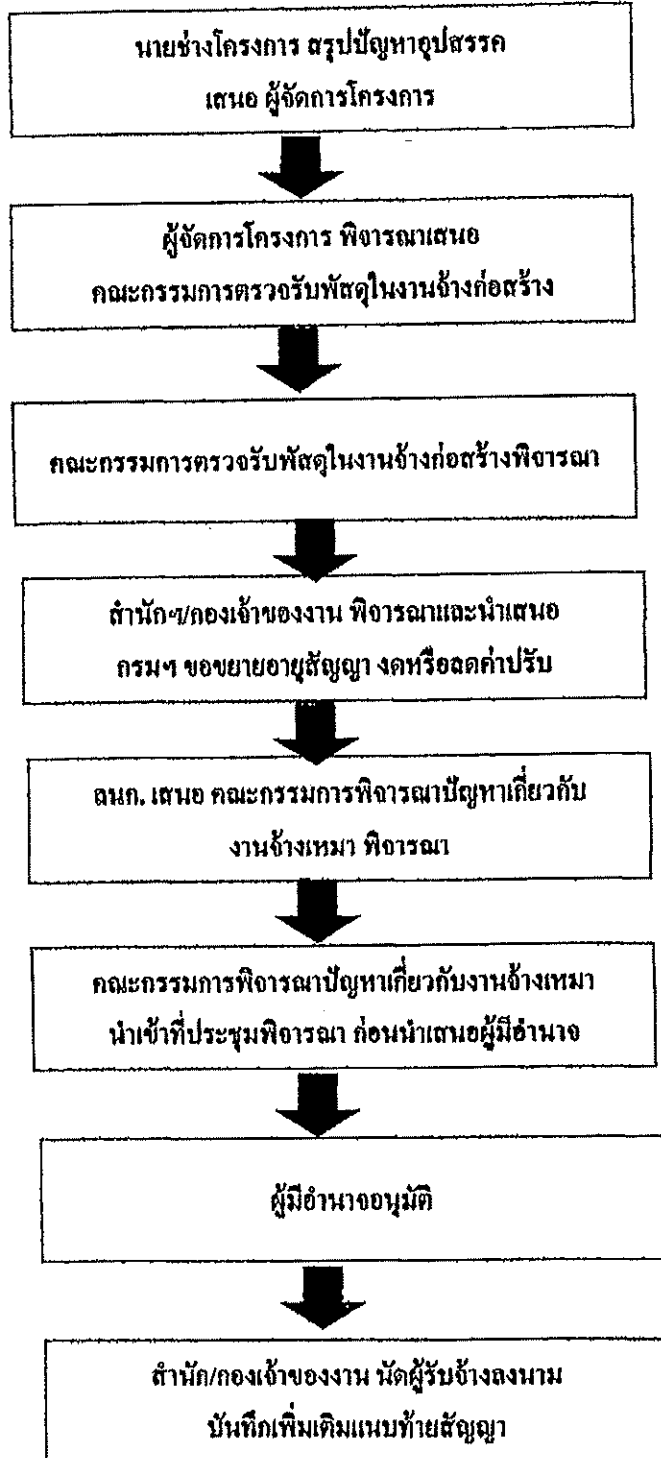 นายช่างโครงการ สรุปปัญหาอุปสรรค
เสนอ ผู้จัดการโครงการ
ผู้จัดการโครงการ พิจารณาเสนอ
คณะกรรมการตรวจรับพัสดุในงานจ้างก่อสร้าง
คณะกรรมการตรวจรับพัสดุในงานจ้างก่อสร้างพิจารณา
สำนักฯ/กองเจ้าของงาน พิจารณาและนำเสนอ
กรมฯ ขอขยายอายุสัญญา งดหรือลดค่าปรับ
ลนก. เสนอ คณะกรรมการพิจารณาปัญหาเกี่ยวกับ
งานจ้างเหมา พิจารณา
คณะกรรมการพิจารณาปัญหาเกี่ยวกับงานจ้างเหมา
นำเข้าที่ประชุมพิจารณา ก่อนนำเสนอผู้มีอำนาจ
ผู้มีอำนาจอนุมัติ
สำนัก/กองเจ้าของงาน นัดผู้รับจ้างลงนาม
บันทึกเพิ่มเติมแนบท้ายสัญญา